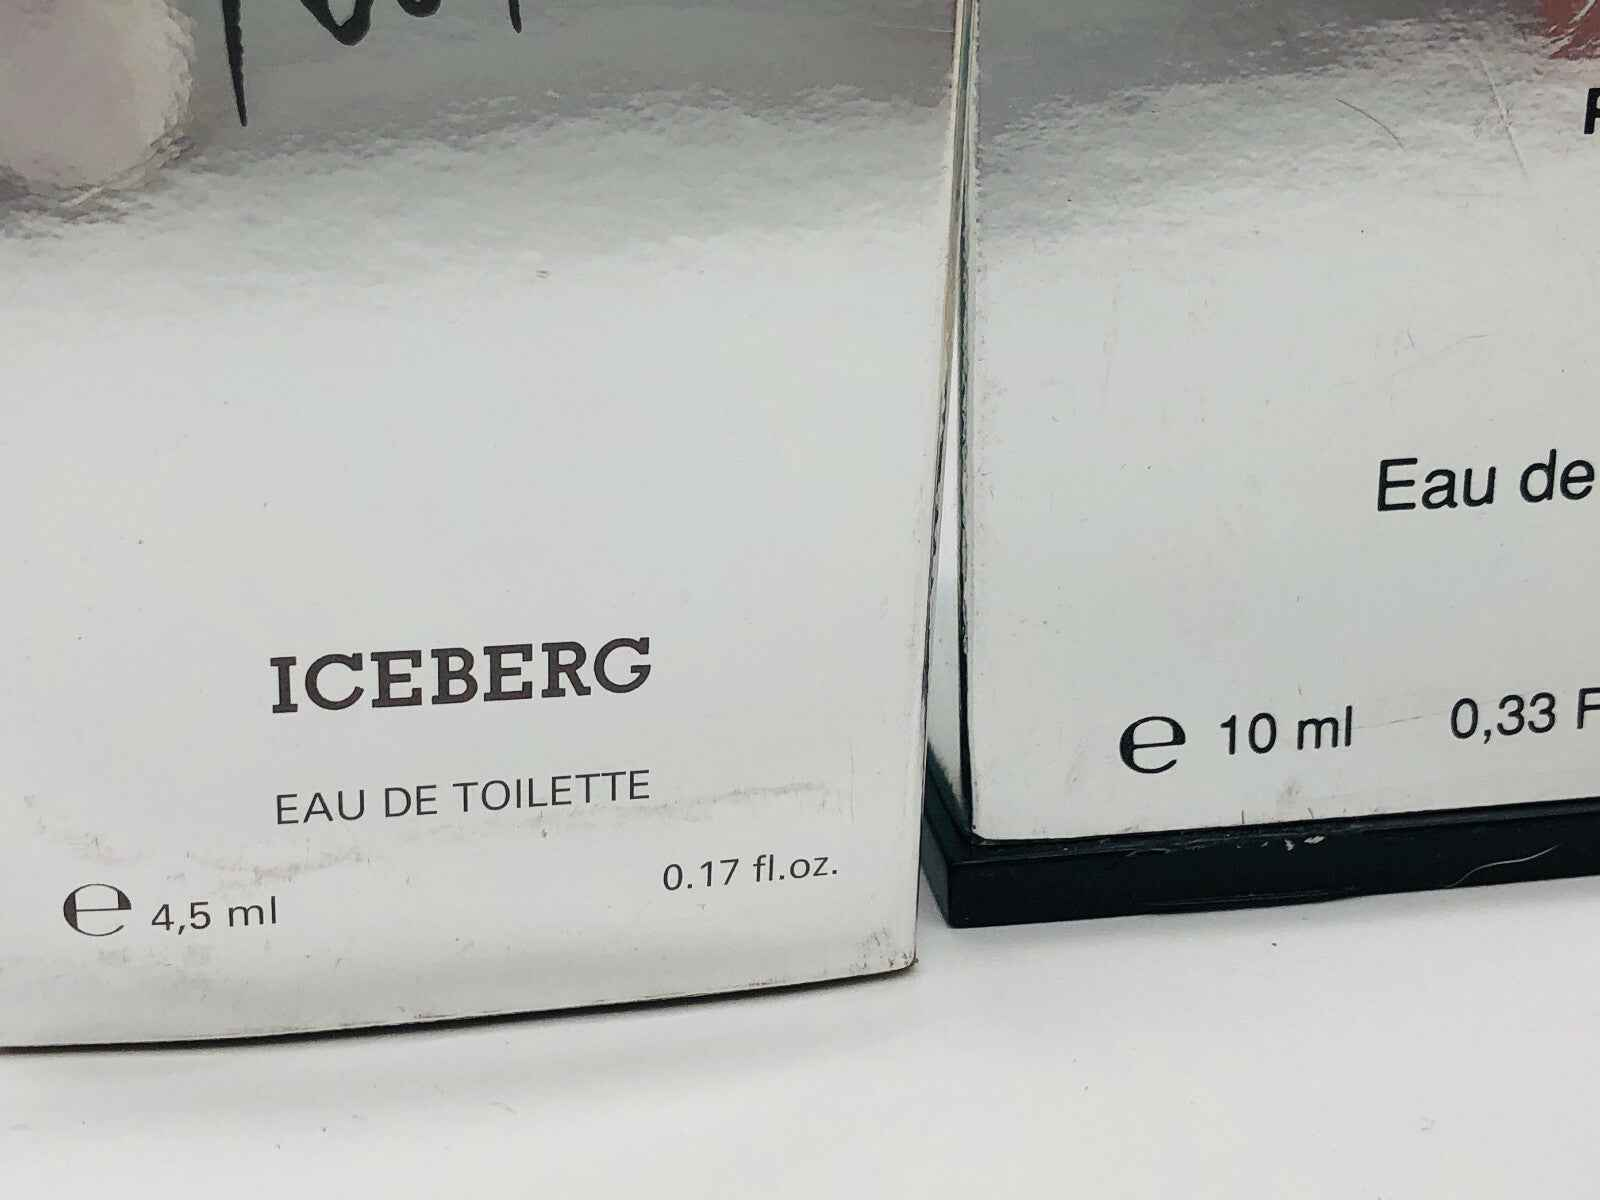 ICEBERG
EAU DE TOILETTE
℮ 4,5 ml
0.17 fl.oz.
Eau de
℮ 10 ml 0,33 F